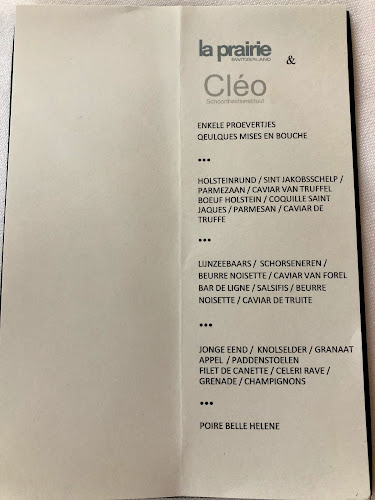 la prairie
SWITZERLAND
&
Cléo
Schoonheidsinstituut
ENKELE PROEVERTJES
QEULQUES MISES EN BOUCHE
•••
HOLSTEINRUND / SINT JAKOBSSCHELP /
PARMEZAAN / CAVIAR VAN TRUFFEL
BOEUF HOLSTEIN / COQUILLE SAINT
JAQUES / PARMESAN / CAVIAR DE
TRUFFE
•••
LIJNZEEBAARS / SCHORSENEREN /
BEURRE NOISETTE / CAVIAR VAN FOREL
BAR DE LIGNE / SALSIFIS / BEURRE
NOISETTE / CAVIAR DE TRUITE
•••
JONGE EEND / KNOLSELDER / GRANAAT
APPEL / PADDENSTOELEN
FILET DE CANETTE / CELERI RAVE /
GRENADE / CHAMPIGNONS
•••
POIRE BELLE HELENE